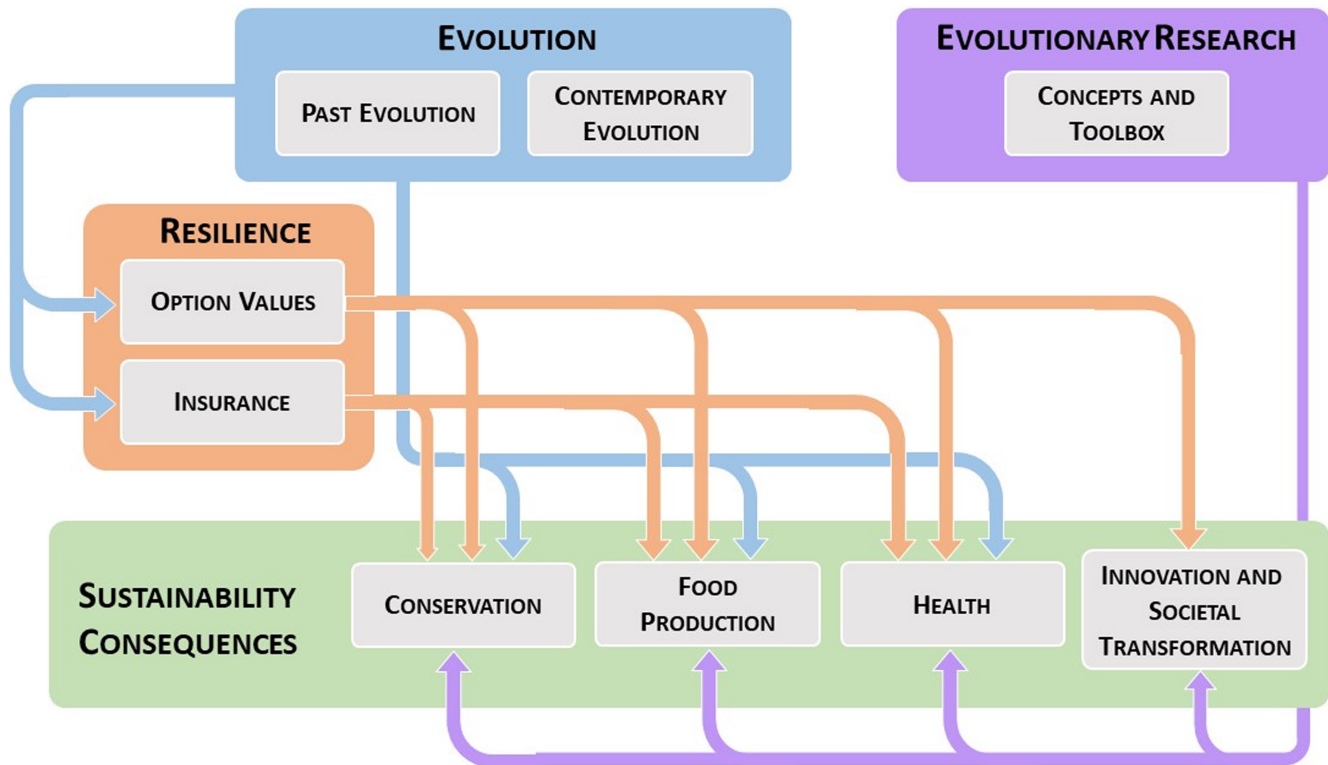 EVOLUTION
PAST EVOLUTION
CONTEMPORARY
EVOLUTION
EVOLUTIONARY RESEARCH
CONCEPTS AND
TOOLBOX
RESILIENCE
OPTION VALUES
INSURANCE
SUSTAINABILITY
CONSEQUENCES
CONSERVATION
FOOD
PRODUCTION
HEALTH
INNOVATION AND
SOCIETAL
TRANSFORMATION